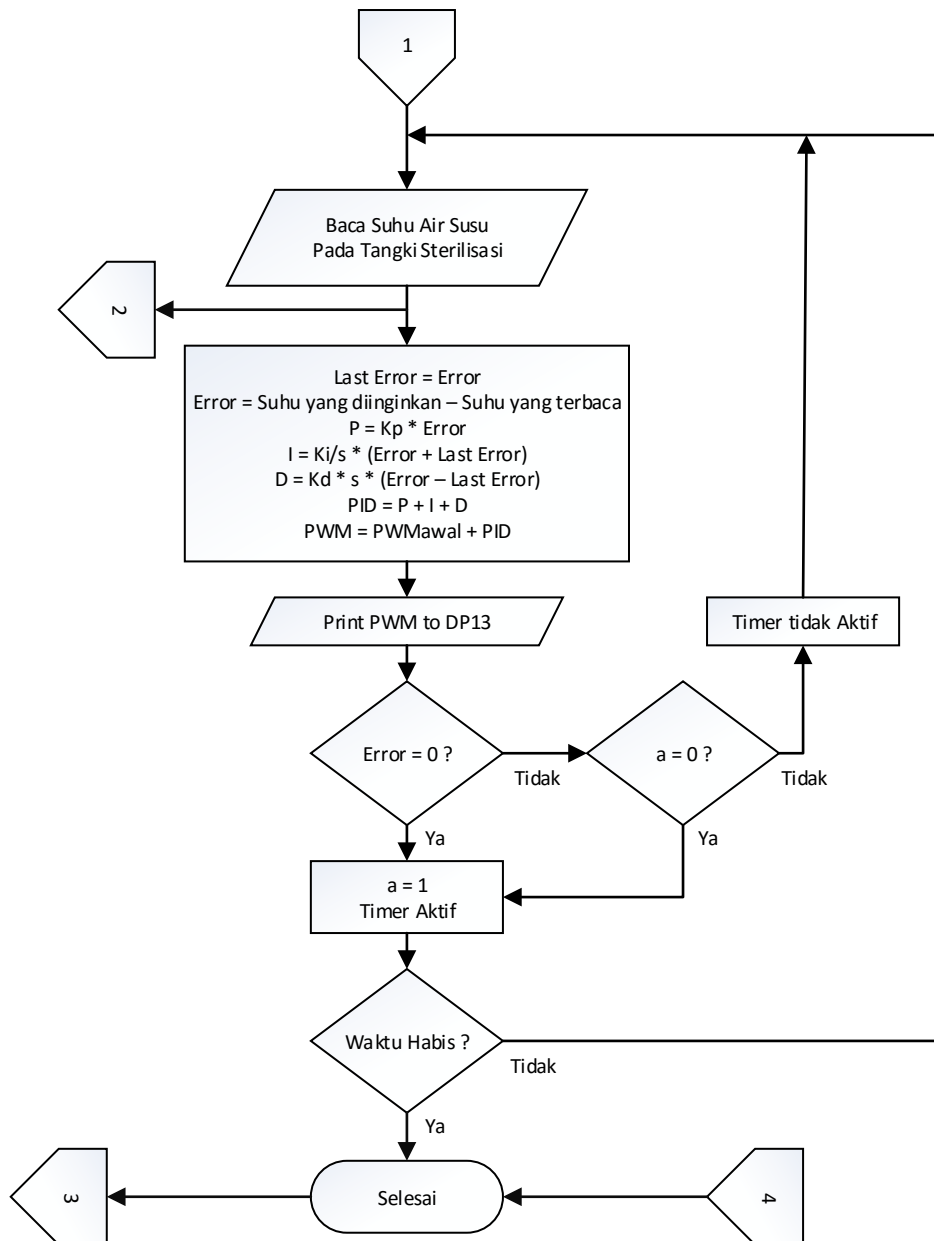 1
Baca Suhu Air Susu
Pada Tangki Sterilisasi
2
Last Error = Error
Error = Suhu yang diinginkan – Suhu yang terbaca
P = Kp * Error
I = Ki/s * (Error + Last Error)
D = Kd * s * (Error – Last Error)
PID = P + I + D
PWM = PWMawal + PID
Print PWM to DP13
Timer tidak Aktif
Error = 0 ?
Tidak
a = 0 ?
Tidak
Ya
Ya
a = 1
Timer Aktif
Waktu Habis ?
Tidak
Ya
3
Selesai
4